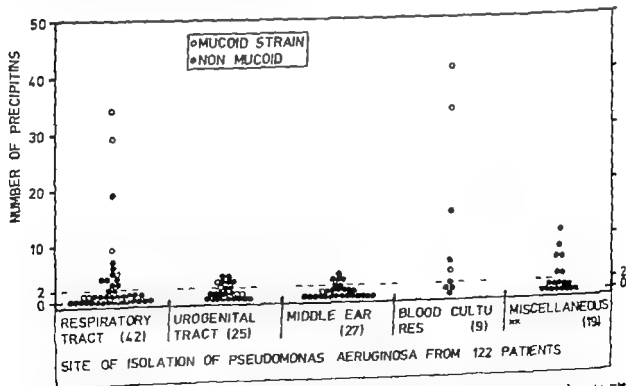 50
40
30
20
10
2
0
NUMBER OF PRECIPITINS
○MUCOID STRAIN
●NON MUCOID
2
0
RESPIRATORY TRACT (42)
UROGENITAL TRACT (25)
MIDDLE EAR (27)
BLOOD CULTU RES (9)
MISCELLANEOUS ** (19)
SITE OF ISOLATION OF PSEUDOMONAS AERUGINOSA FROM 122 PATIENTS